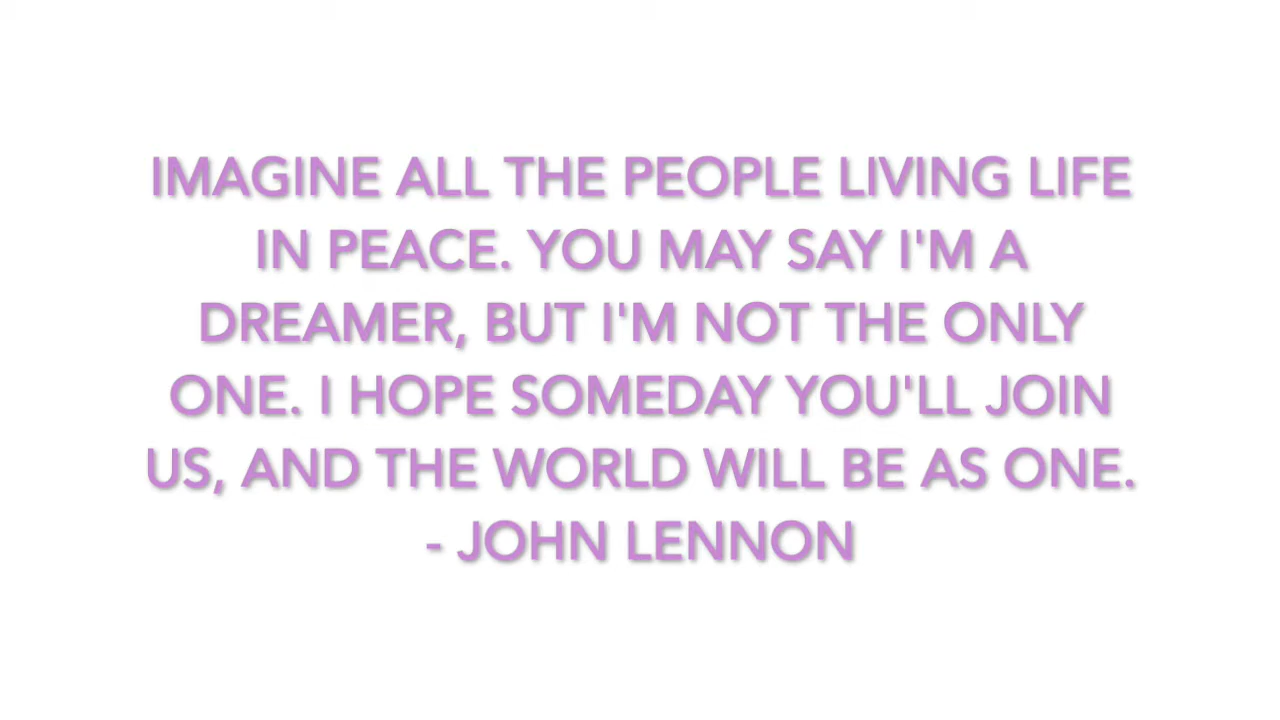 IMAGINE ALL THE PEOPLE LIVING LIFE
IN PEACE. YOU MAY SAY I'M A
DREAMER, BUT I'M NOT THE ONLY
ONE. I HOPE SOMEDAY YOU'LL JOIN
US, AND THE WORLD WILL BE AS ONE.
- JOHN LENNON